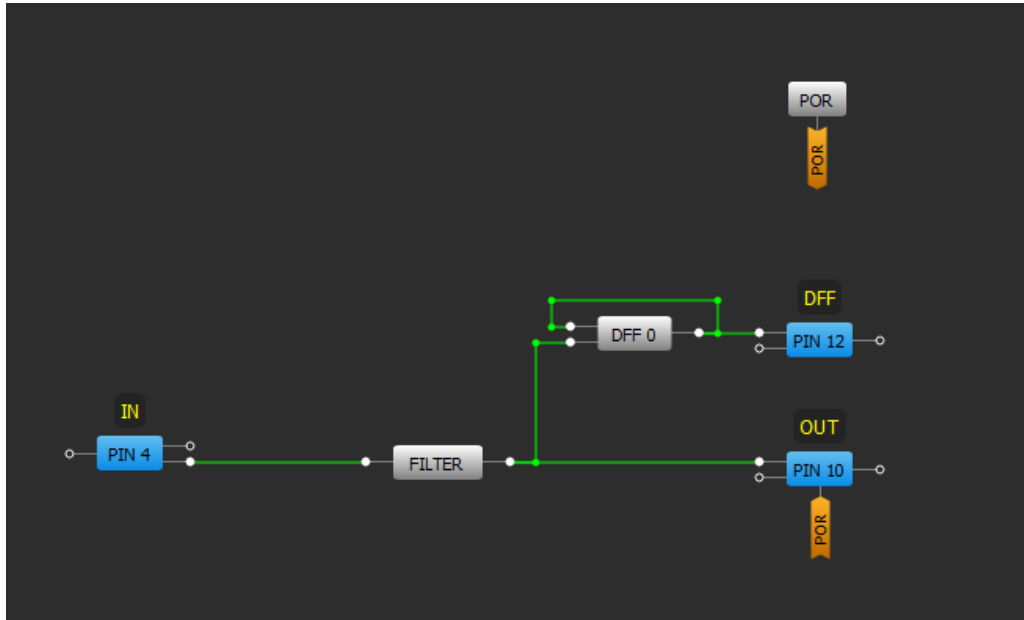 POR
POR
DFF
DFF 0
PIN 12
IN
OUT
PIN 4
FILTER
PIN 10
POR